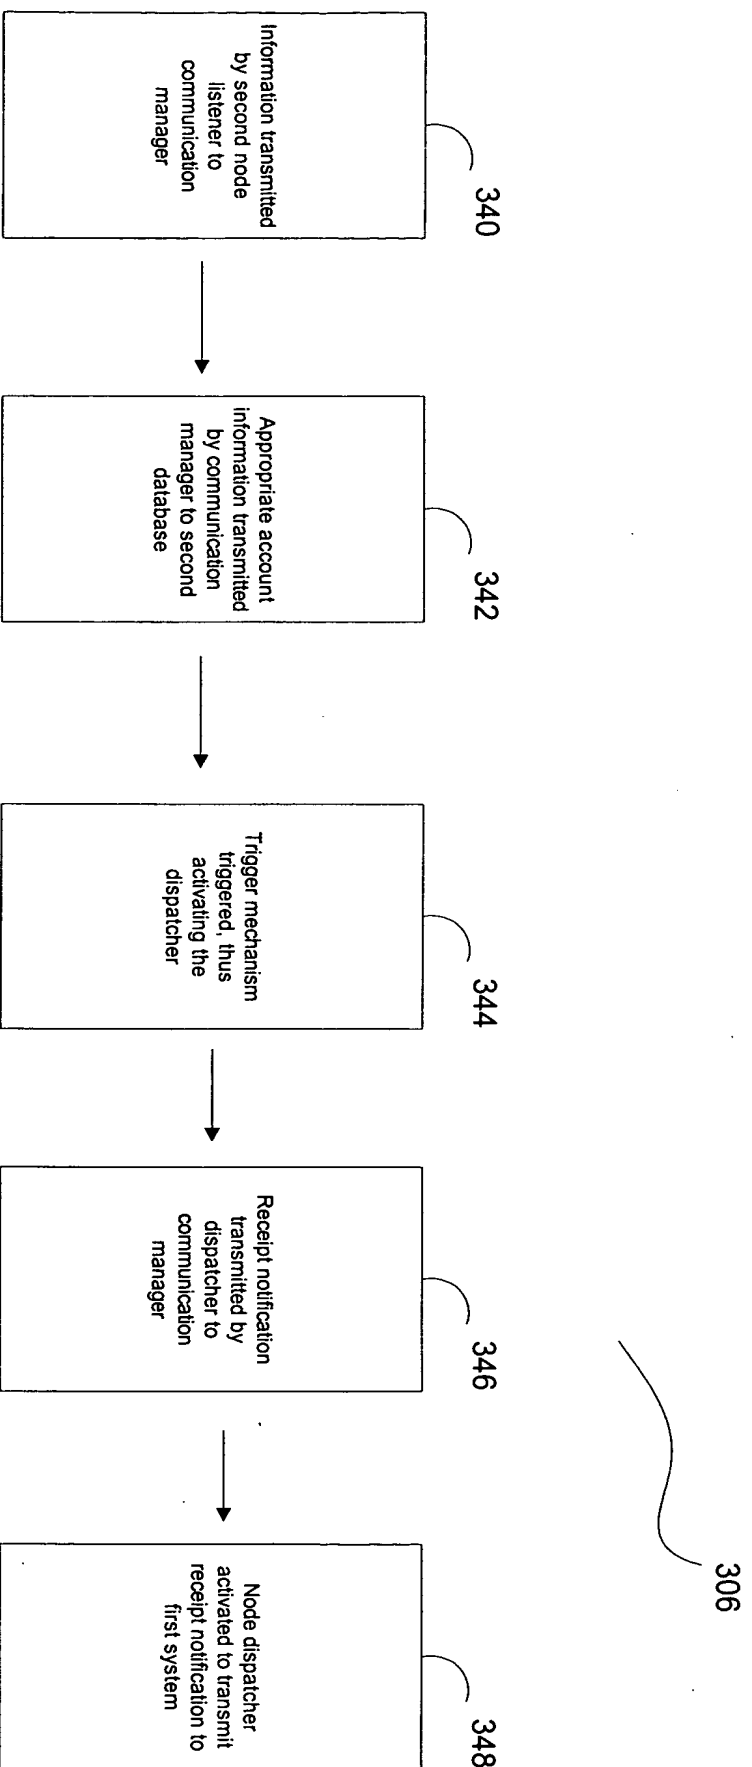 306
340
Information transmitted
by second node
listener to
communication
manager
342
Appropriate account
information transmitted
by communication
manager to second
database
344
Trigger mechanism
triggered, thus
activating the
dispatcher
346
Receipt notification
transmitted by
dispatcher to
communication
manager
348
Node dispatcher
activated to transmit
receipt notification to
first system